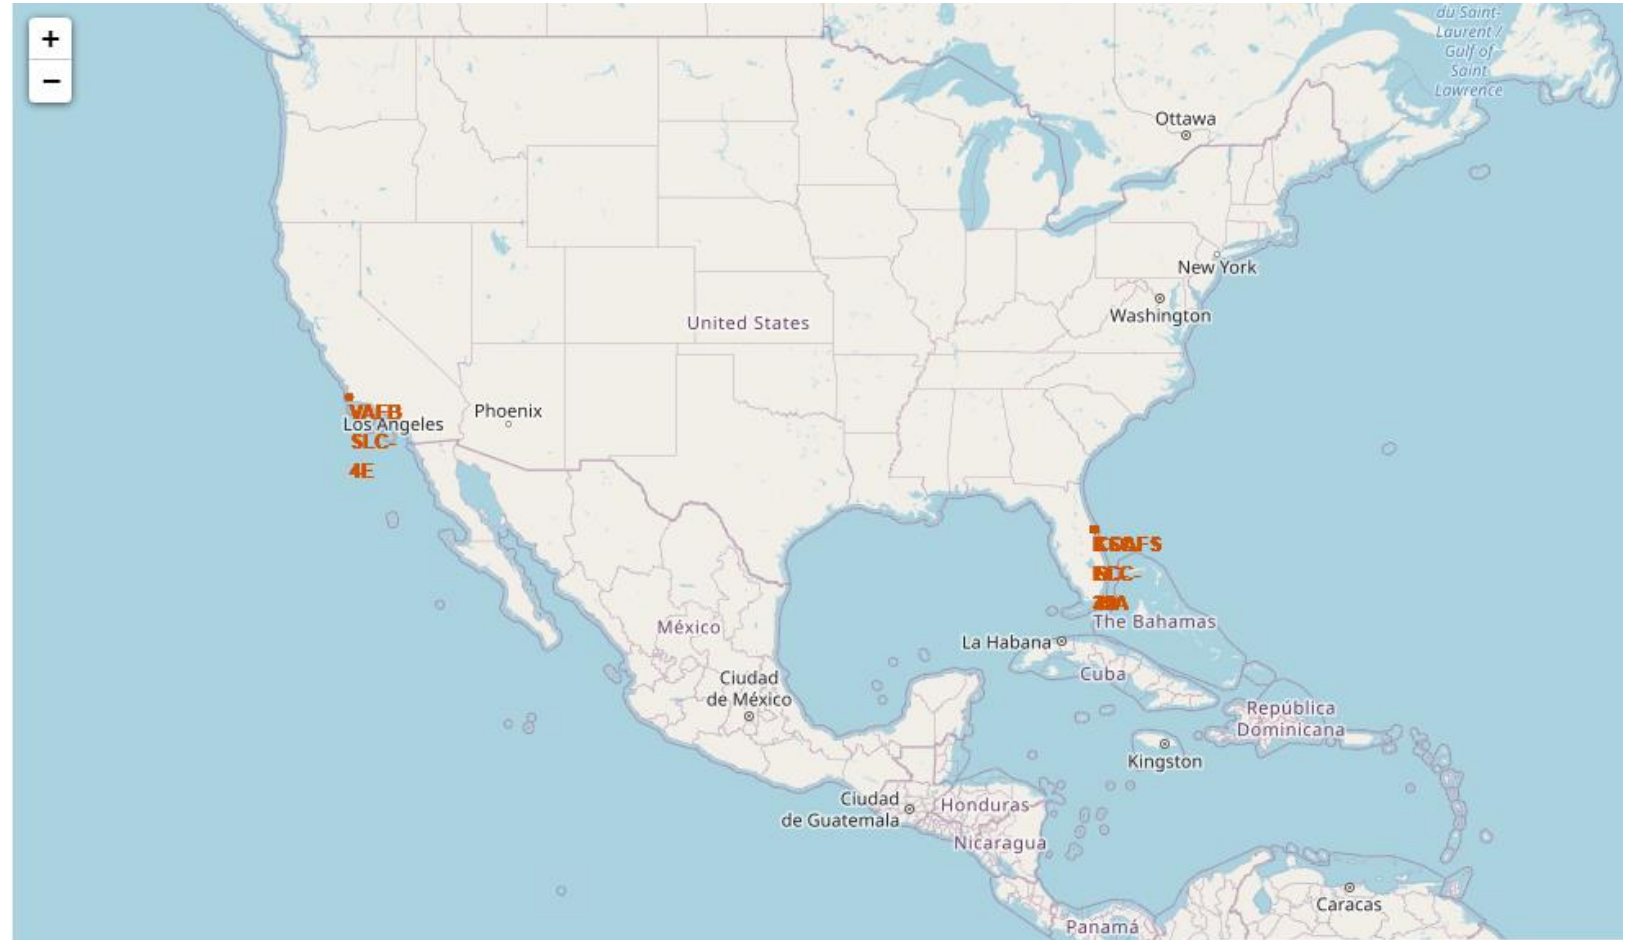 +
−
du Saint-
Laurent /
Gulf of
Saint
Lawrence
Ottawa
New York
Washington
United States
VAFB
SLC-
4E
Los Angeles
Phoenix
The Bahamas
La Habana
México
Cuba
Ciudad
de México
República
Dominicana
Kingston
Ciudad
de Guatemala
Honduras
Nicaragua
Caracas
Panamá